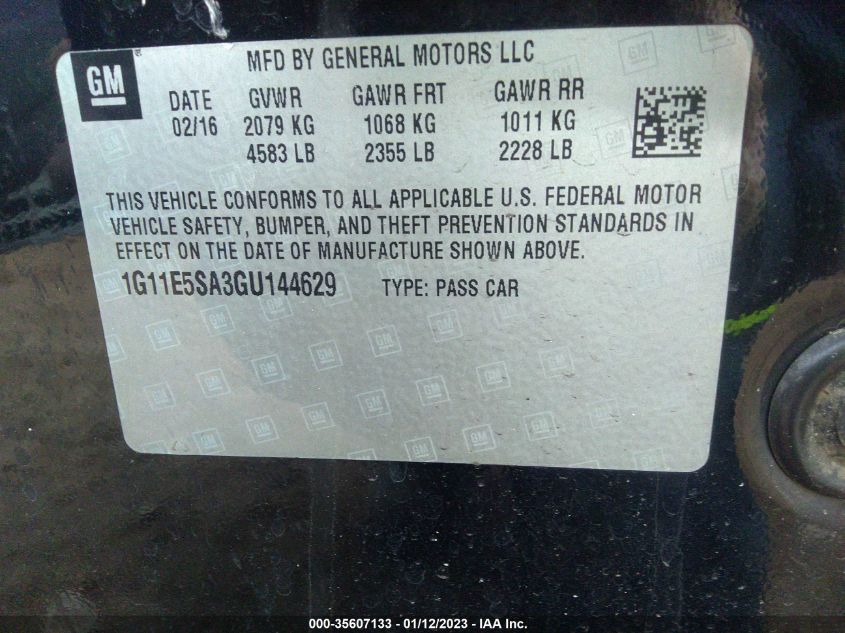 GM
MFD BY GENERAL MOTORS LLC
DATE GVWR GAWR FRT GAWR RR
02/16 2079 KG 1068 KG 1011 KG
4583 LB 2355 LB 2228 LB
THIS VEHICLE CONFORMS TO ALL APPLICABLE U.S. FEDERAL MOTOR
VEHICLE SAFETY, BUMPER, AND THEFT PREVENTION STANDARDS IN
EFFECT ON THE DATE OF MANUFACTURE SHOWN ABOVE.
1G11E5SA3GU144629 TYPE: PASS CAR
000-35607133 - 01/12/2023 - IAA Inc.